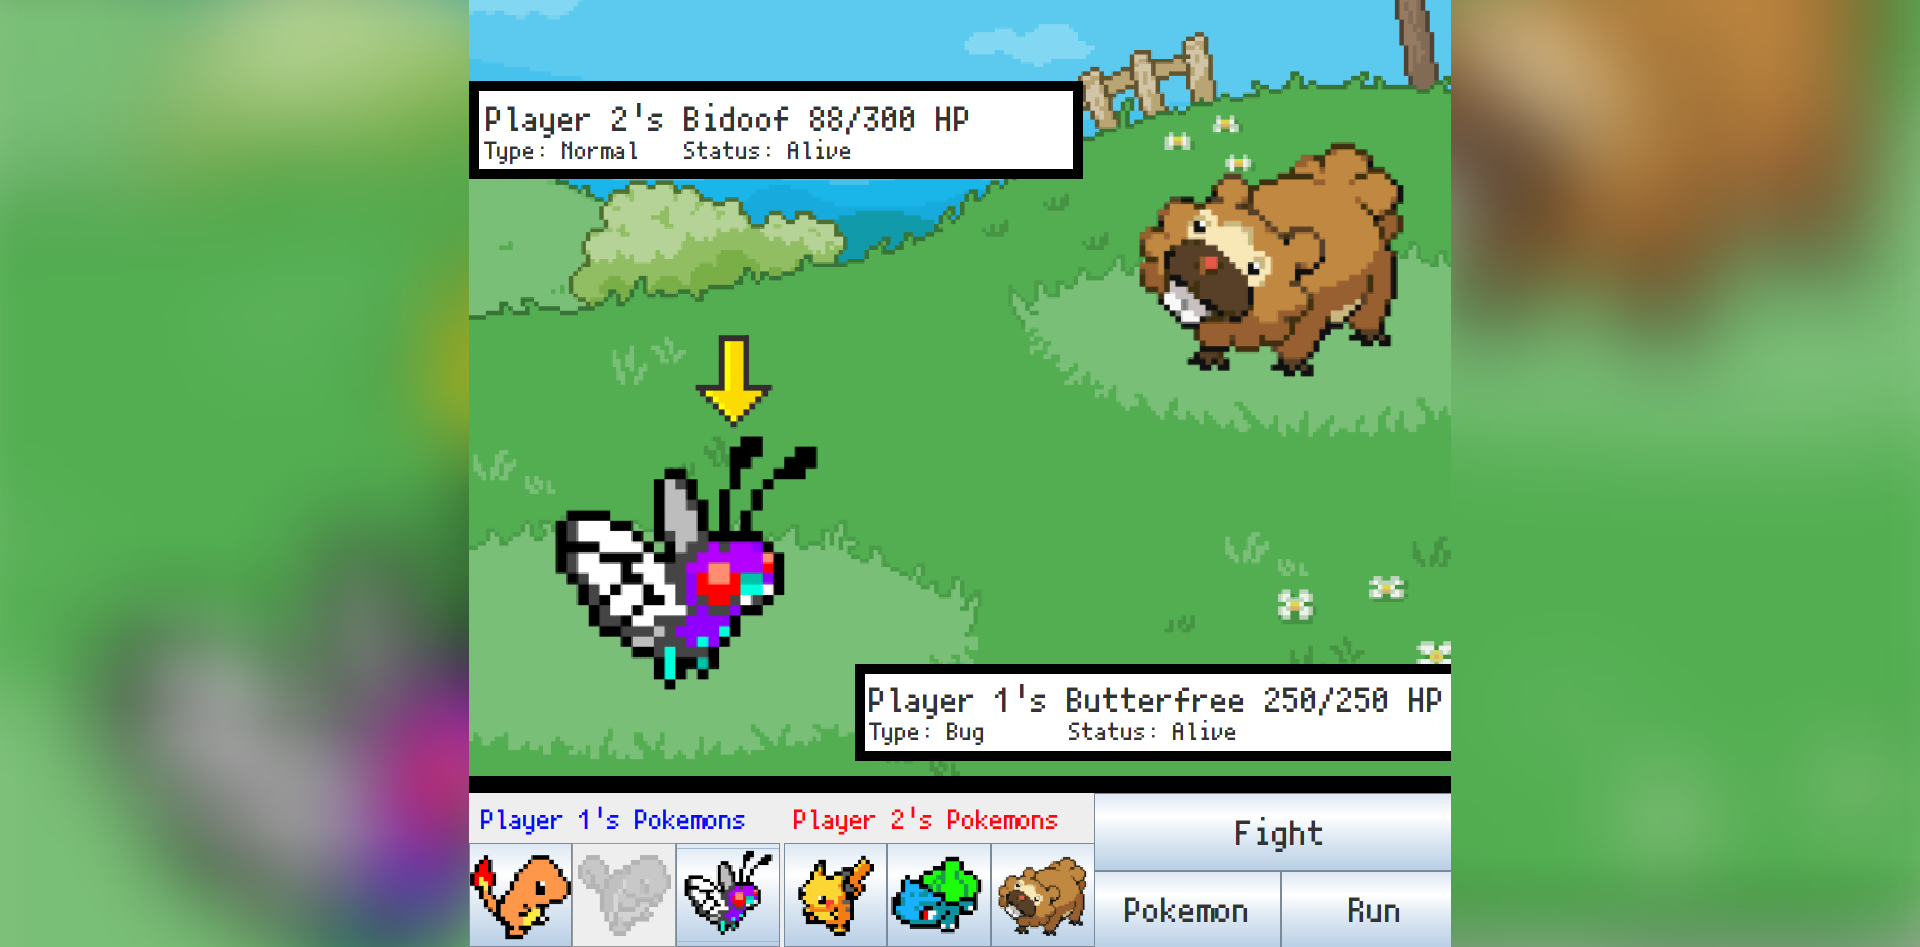 Player 2's Bidoof 88/300 HP
Type: Normal Status: Alive
Player 1's Butterfree 250/250 HP
Type: Bug Status: Alive
Player 1's Pokemons Player 2's Pokemons
Fight
Pokemon Run